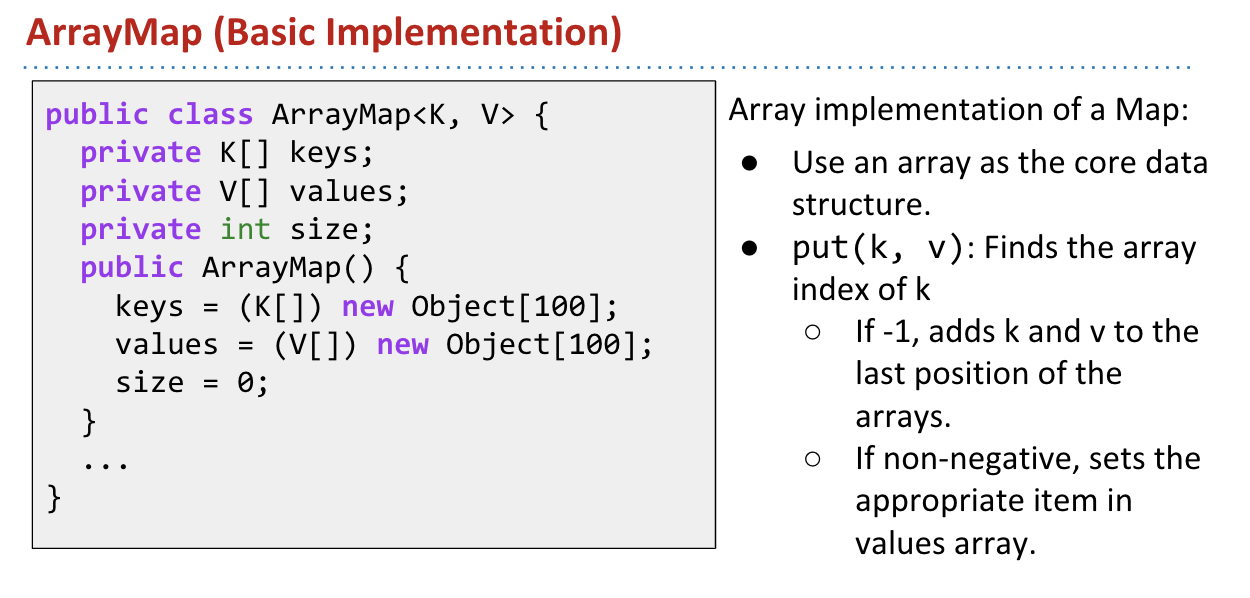 ArrayMap (Basic Implementation)
public class ArrayMap<K, V> {
  private K[] keys;
  private V[] values;
  private int size;
  public ArrayMap() {
    keys = (K[]) new Object[100];
    values = (V[]) new Object[100];
    size = 0;
  }
  ...
}
Array implementation of a Map:
● Use an array as the core data
structure.
● put(k, v): Finds the array
index of k
○ If -1, adds k and v to the
last position of the
arrays.
○ If non-negative, sets the
appropriate item in
values array.